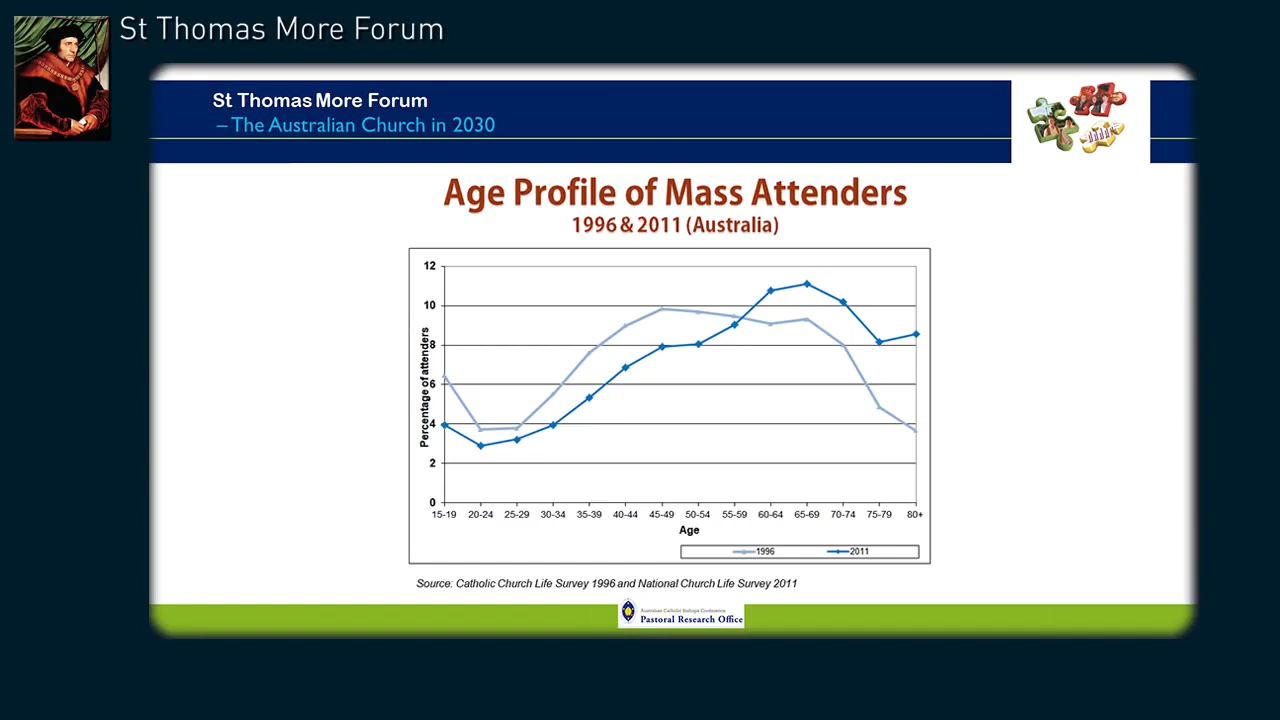 St Thomas More Forum
St Thomas More Forum
– The Australian Church in 2030
Age Profile of Mass Attenders
1996 & 2011 (Australia)
12
10
8
6
4
2
0
Percentage of attenders
15-19 20-24 25-29 30-34 35-39 40-44 45-49 50-54 55-59 60-64 65-69 70-74 75-79 80+
Age
1996 2011
Source: Catholic Church Life Survey 1996 and National Church Life Survey 2011
Australian Catholic Bishops Conference
Pastoral Research Office